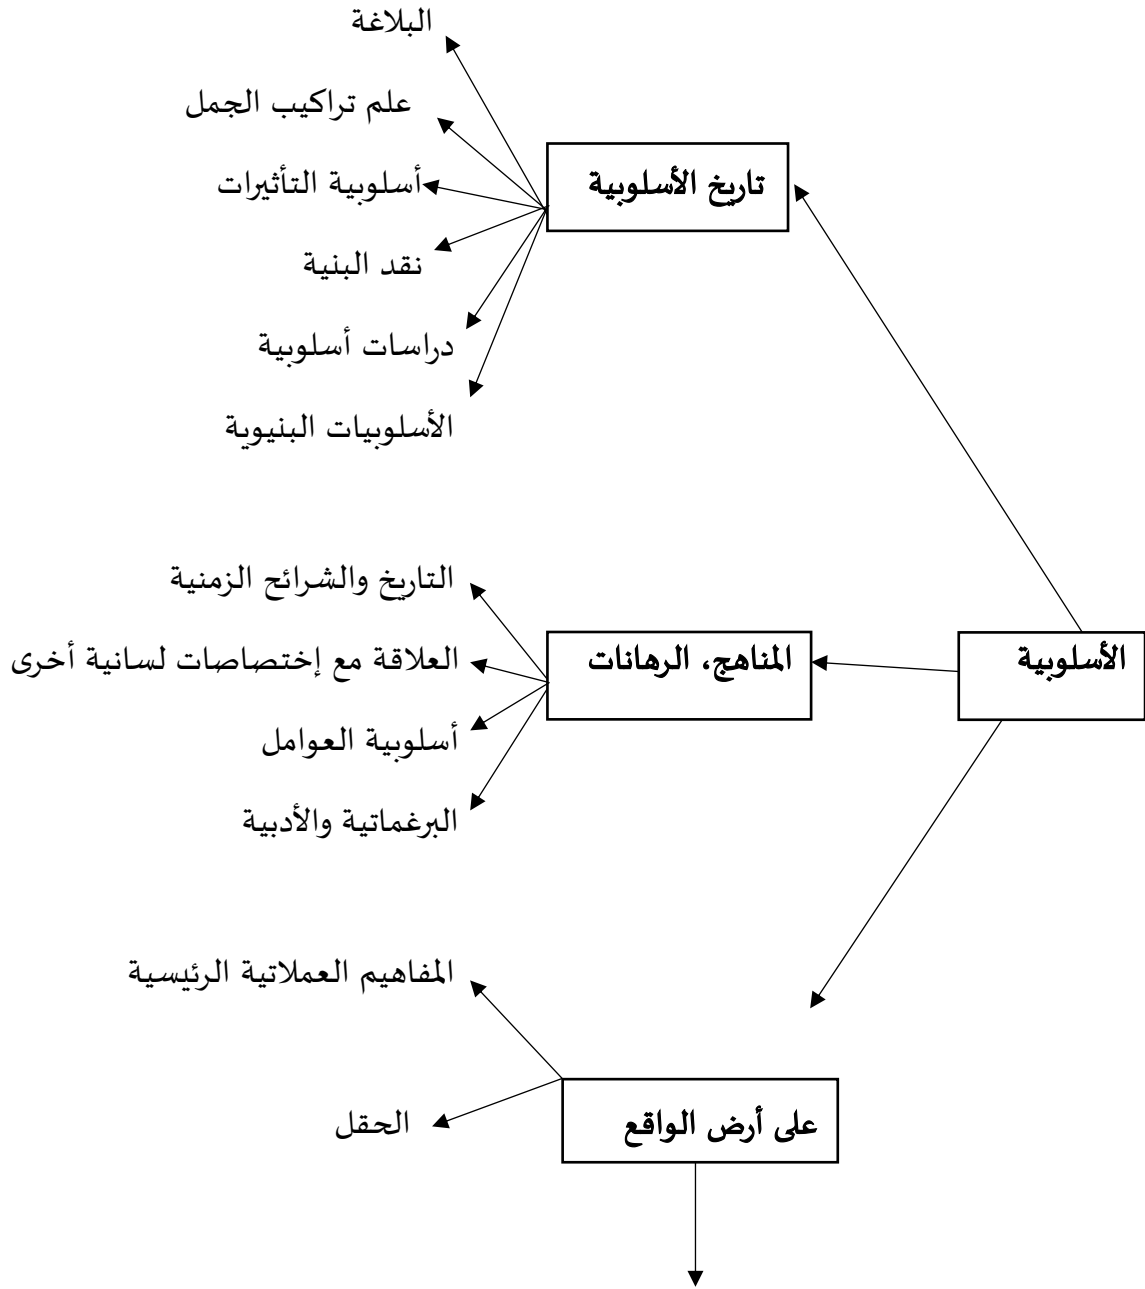 البلاغة
علم تراكيب الجمل
تاريخ الأسلوبية
أسلوبية التأثيرات
نقد البنية
دراسات أسلوبية
الأسلوبيات البنيوية
التاريخ والشرائح الزمنية
الأسلوبية
المناهج، الرهانات
العلاقة مع إختصاصات لسانية أخرى
أسلوبية العوامل
البرغماتية والأدبية
المفاهيم العملاتية الرئيسية
على أرض الواقع
الحقل